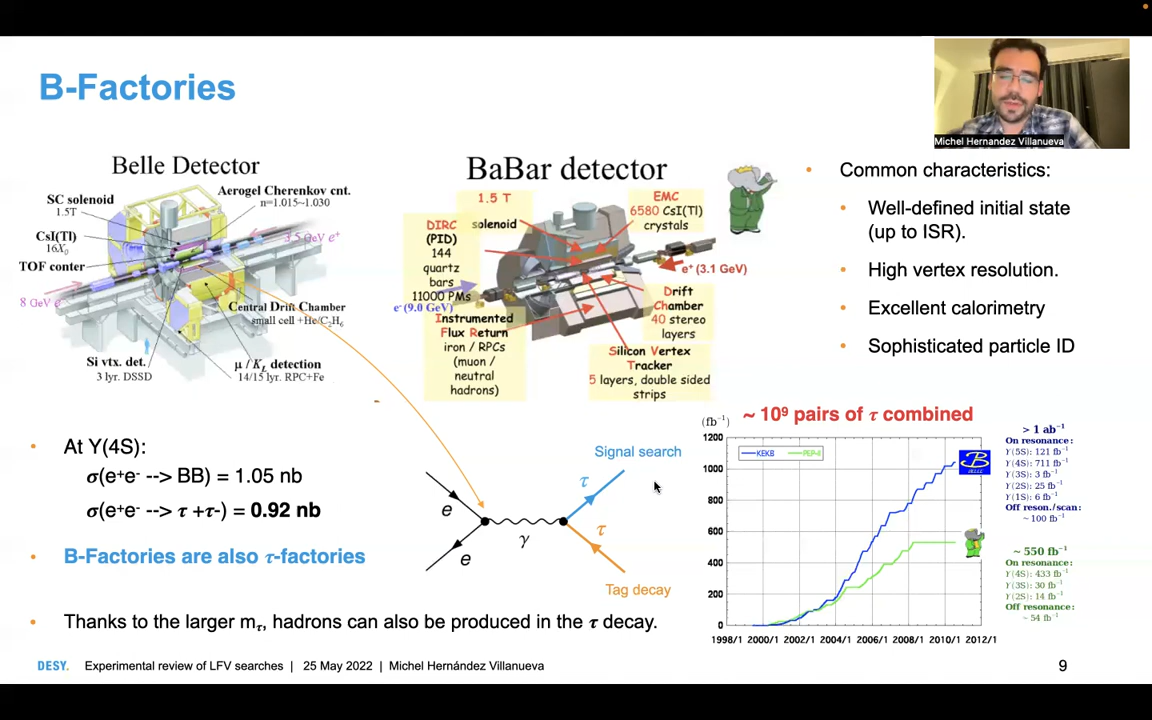 B-Factories
Michel Hernandez Villanueva
Belle Detector
SC solenoid
1.5T
Aerogel Cherenkov cnt.
n=1.015~1.030
CsI(Tl)
16X₀
3.5 GeV e⁺
TOF conter
8 GeV e⁻
Central Drift Chamber
small cell +He/C₂H₆
Si vtx. det.
3 lyr. DSSD
μ / K_L detection
14/15 lyr. RPC+Fe
BaBar detector
1.5 T
solenoid
EMC
6580 CsI(Tl)
crystals
DIRC
(PID)
144
quartz
bars
11000 PMs
e⁺ (3.1 GeV)
e⁻ (9.0 GeV)
Drift
Chamber
40 stereo
layers
Instrumented
Flux Return
iron / RPCs
(muon /
neutral
hadrons)
Silicon Vertex
Tracker
5 layers, double sided
strips
• Common characteristics:
• Well-defined initial state
(up to ISR).
• High vertex resolution.
• Excellent calorimetry
• Sophisticated particle ID
• At Υ(4S):
σ(e⁺e⁻ --> BB) = 1.05 nb
σ(e⁺e⁻ --> τ +τ-) = 0.92 nb
• B-Factories are also τ-factories
• Thanks to the larger mτ, hadrons can also be produced in the τ decay.
Signal search
τ
e
γ
τ
e
Tag decay
~ 10⁹ pairs of τ combined
(fb⁻¹)
1200
1000
800
600
400
200
0
KEKB
PEP-II
B
BELLE
1998/1 2000/1 2002/1 2004/1 2006/1 2008/1 2010/1 2012/1
> 1 ab⁻¹
On resonance:
Υ(5S): 121 fb⁻¹
Υ(4S): 711 fb⁻¹
Υ(3S): 3 fb⁻¹
Υ(2S): 25 fb⁻¹
Υ(1S): 6 fb⁻¹
Off reson./scan:
~ 100 fb⁻¹
~ 550 fb⁻¹
On resonance:
Υ(4S): 433 fb⁻¹
Υ(3S): 30 fb⁻¹
Υ(2S): 14 fb⁻¹
Off resonance:
~ 54 fb⁻¹
DESY. Experimental review of LFV searches | 25 May 2022 | Michel Hernández Villanueva
9